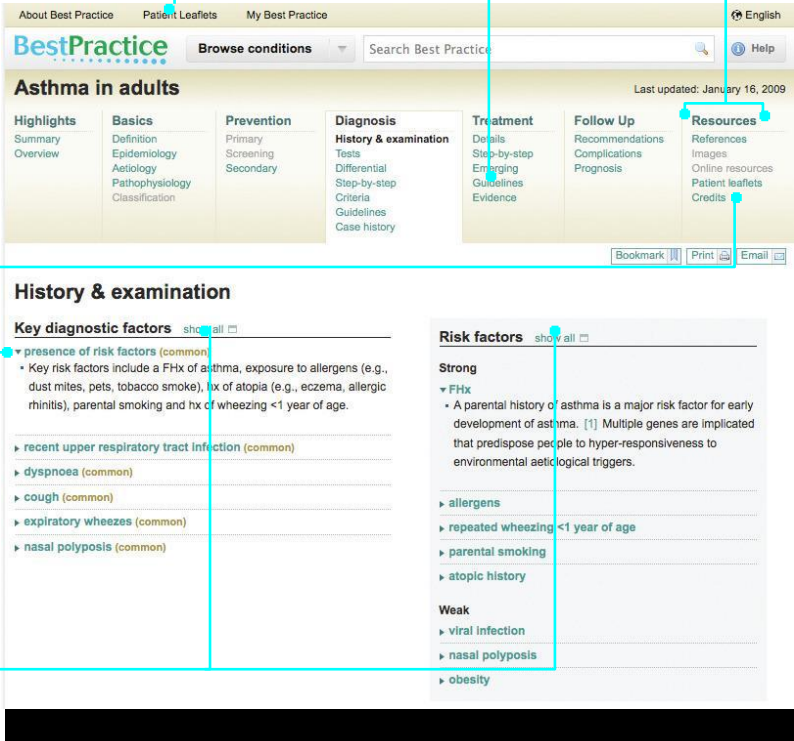 About Best Practice Patient Leaflets My Best Practice English
BestPractice Browse conditions Search Best Practice Help
Asthma in adults Last updated: January 16, 2009
Highlights Basics Prevention Diagnosis Treatment Follow Up Resources
Summary Definition Primary History & examination Details Recommendations References
Overview Epidemiology Screening Tests Step-by-step Complications Images
Aetiology Secondary Differential Emerging Prognosis Online resources
Pathophysiology Step-by-step Guidelines Patient leaflets
Classification Criteria Evidence Credits
Guidelines
Case history
Bookmark Print Email
History & examination
Key diagnostic factors show all
presence of risk factors (common)
Key risk factors include a FHx of asthma, exposure to allergens (e.g.,
dust mites, pets, tobacco smoke), hx of atopia (e.g., eczema, allergic
rhinitis), parental smoking and hx of wheezing <1 year of age.
recent upper respiratory tract infection (common)
dyspnoea (common)
cough (common)
expiratory wheezes (common)
nasal polyposis (common)
Risk factors show all
Strong
FHx
A parental history of asthma is a major risk factor for early
development of asthma. [1] Multiple genes are implicated
that predispose people to hyper-responsiveness to
environmental aetiological triggers.
allergens
repeated wheezing <1 year of age
parental smoking
atopic history
Weak
viral infection
nasal polyposis
obesity